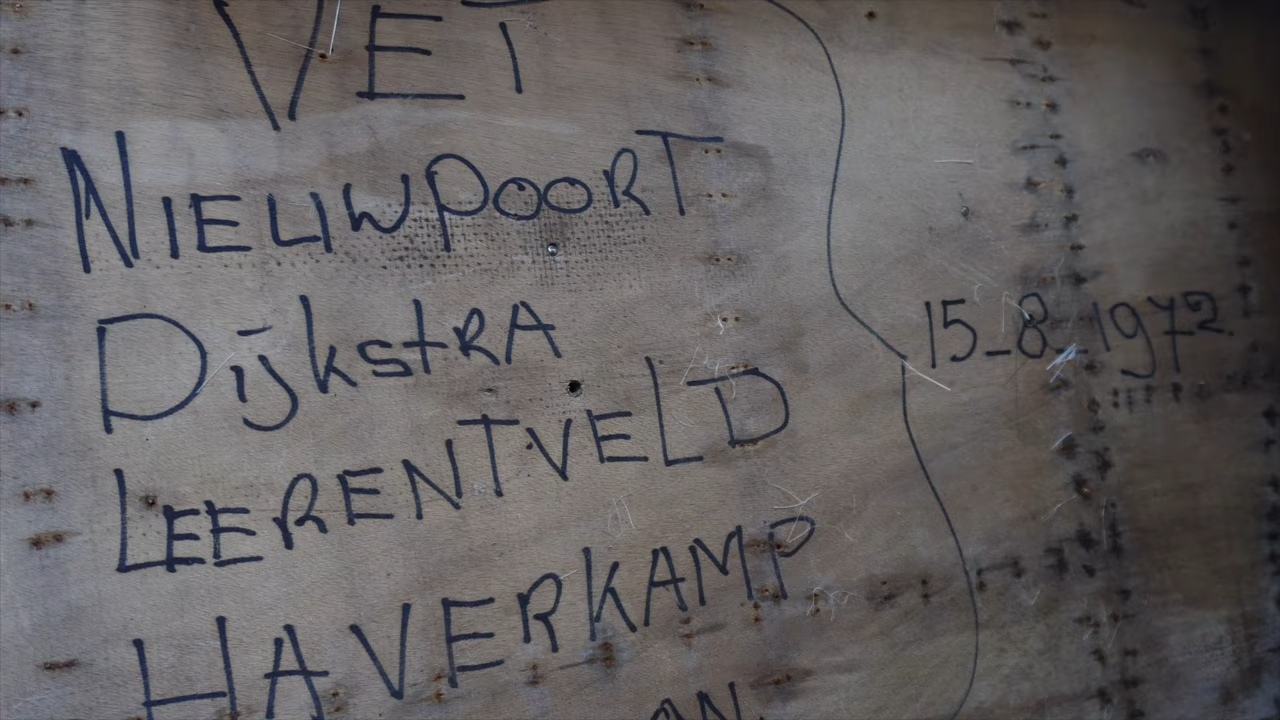 VET
NIEUWPOORT
Dijkstra
15-8-1972.
LEERENTVELD
HAVERKAMP